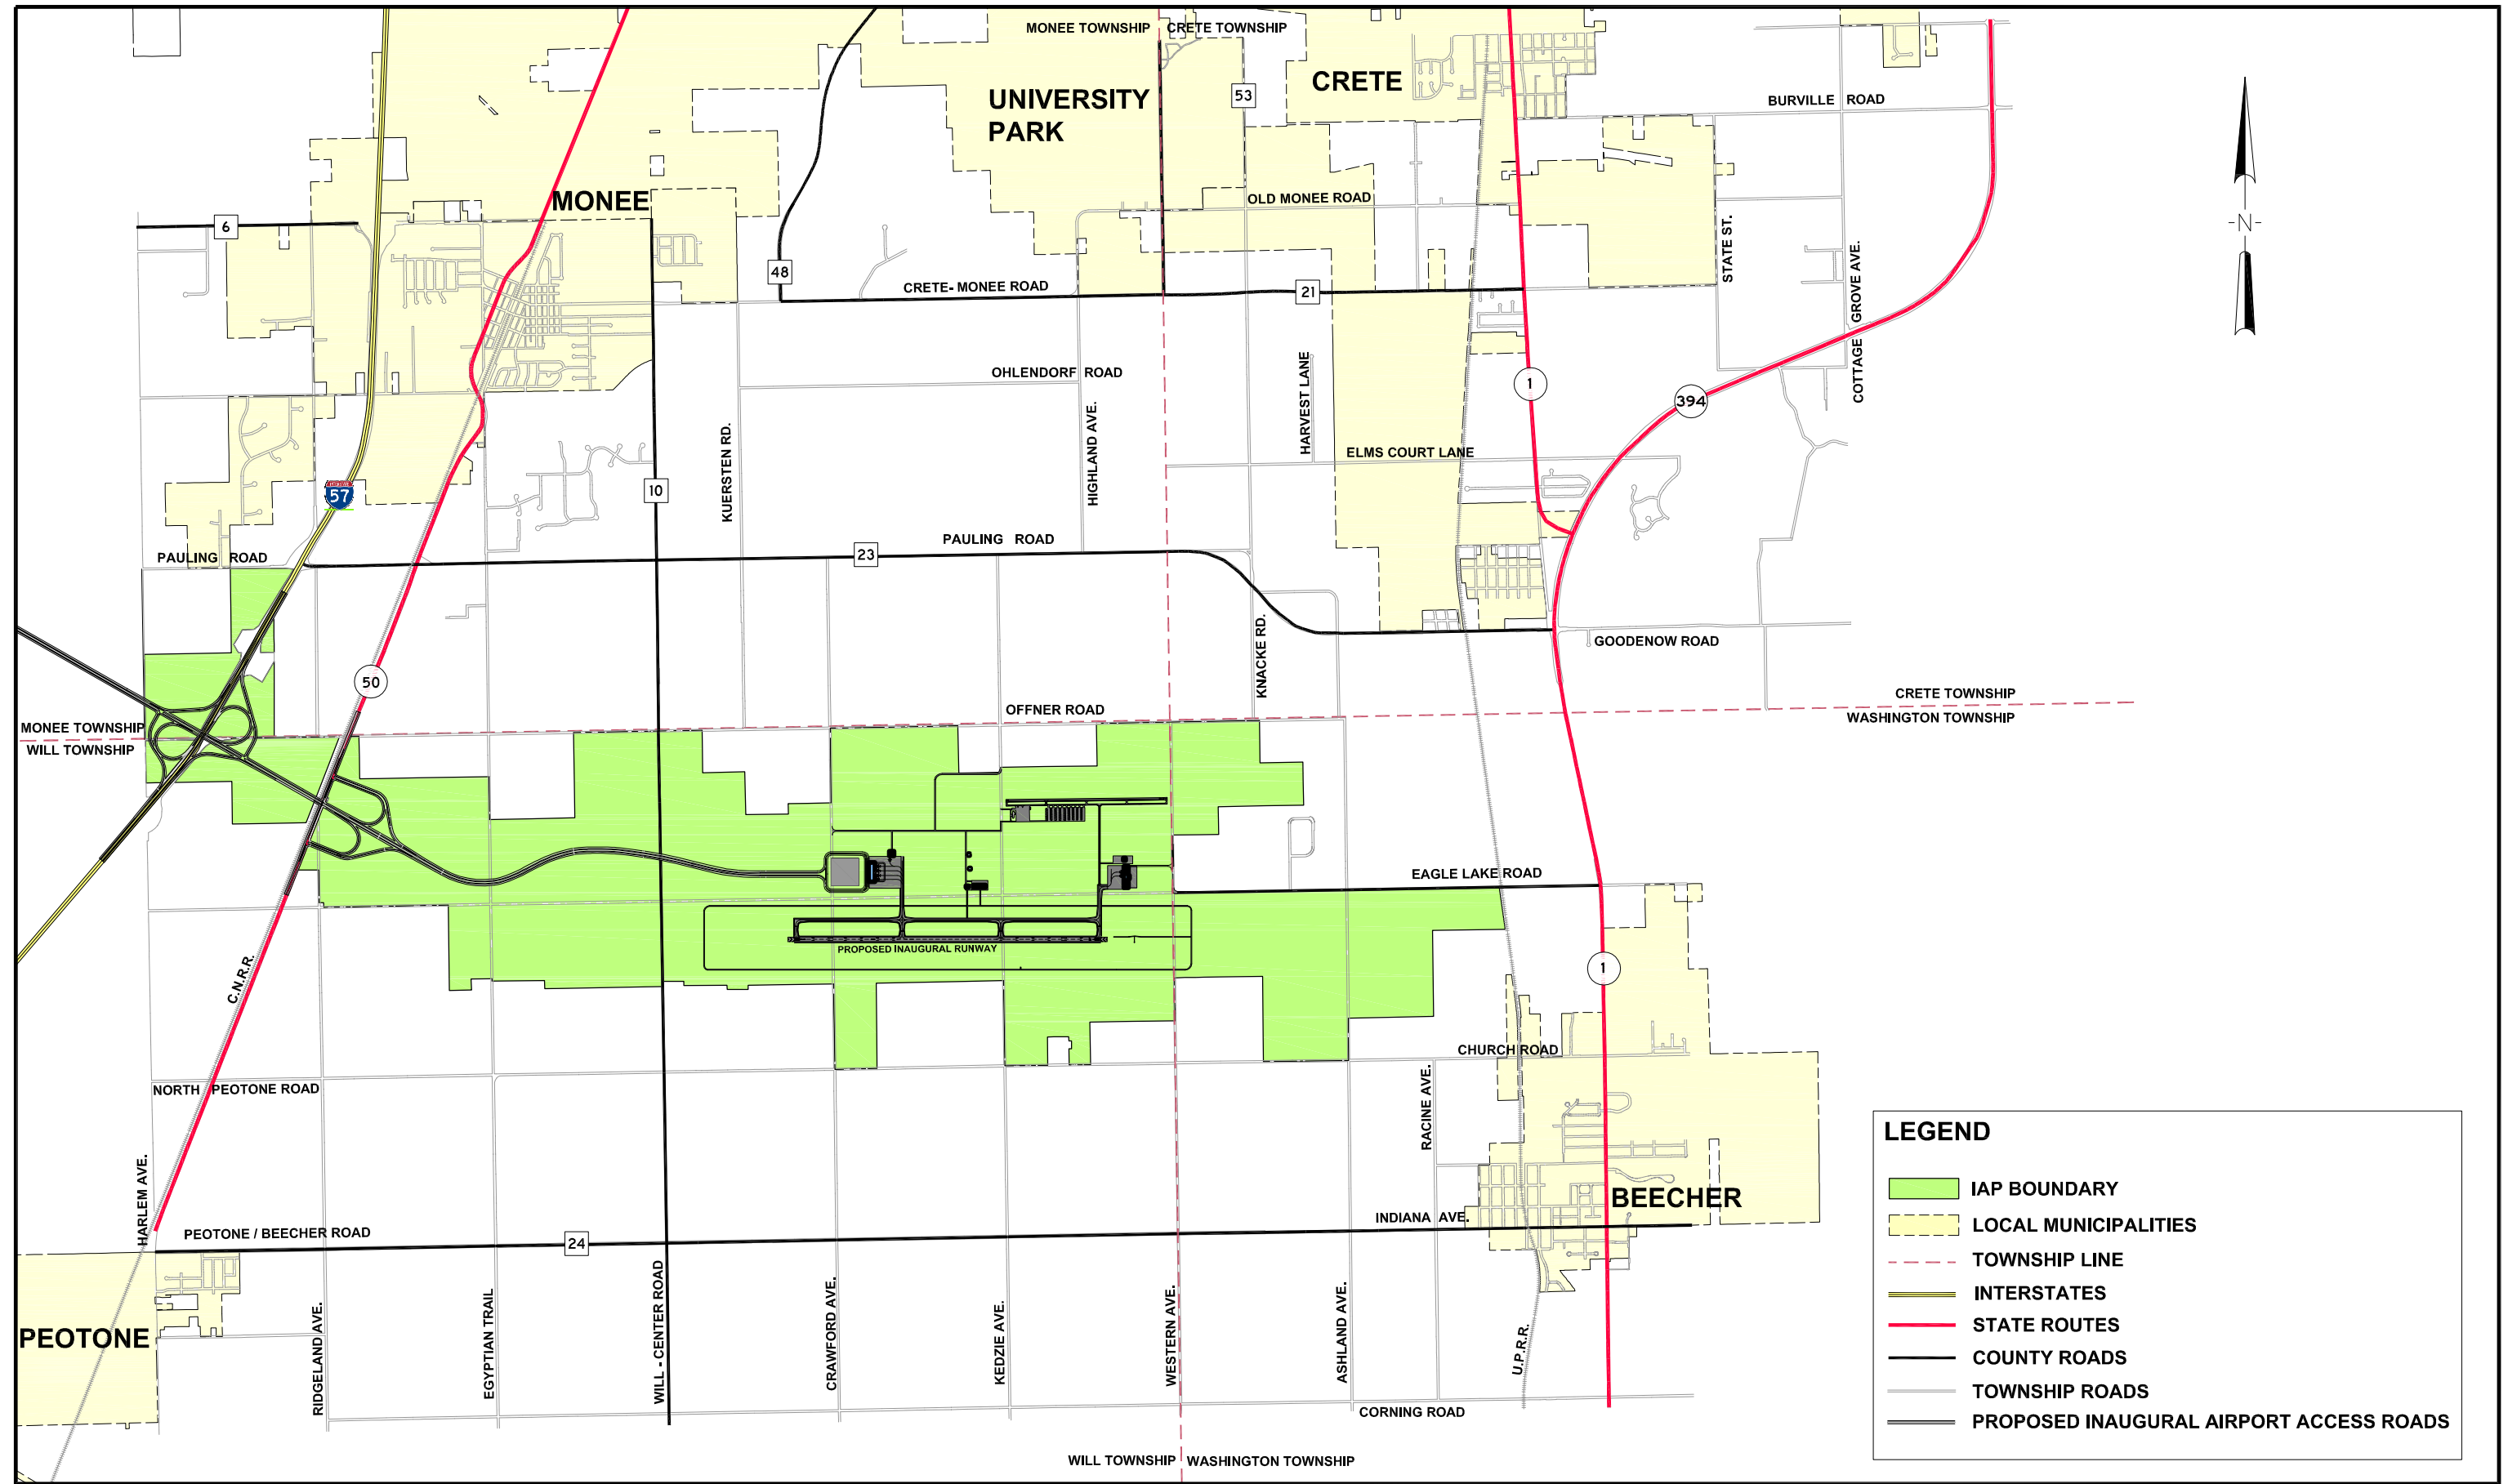 MONEE TOWNSHIP
CRETE TOWNSHIP
CRETE
UNIVERSITY
PARK
53
BURVILLE ROAD
MONEE
OLD MONEE ROAD
6
N
STATE ST.
48
CRETE- MONEE ROAD
21
COTTAGE GROVE AVE.
OHLENDORF ROAD
HARVEST LANE
1
394
HIGHLAND AVE.
KUERSTEN RD.
ELMS COURT LANE
57
10
PAULING ROAD
23
PAULING ROAD
KNACKE RD.
GOODENOW ROAD
50
OFFNER ROAD
CRETE TOWNSHIP
WASHINGTON TOWNSHIP
MONEE TOWNSHIP
WILL TOWNSHIP
EAGLE LAKE ROAD
PROPOSED INAUGURAL RUNWAY
C.N.R.R.
1
CHURCH ROAD
NORTH PEOTONE ROAD
RACINE AVE.
HARLEM AVE.
BEECHER
INDIANA AVE.
PEOTONE / BEECHER ROAD
24
PEOTONE
RIDGELAND AVE.
EGYPTIAN TRAIL
WILL - CENTER ROAD
CRAWFORD AVE.
KEDZIE AVE.
WESTERN AVE.
ASHLAND AVE.
U.P.R.R.
CORNING ROAD
WILL TOWNSHIP
WASHINGTON TOWNSHIP
LEGEND
IAP BOUNDARY
LOCAL MUNICIPALITIES
TOWNSHIP LINE
INTERSTATES
STATE ROUTES
COUNTY ROADS
TOWNSHIP ROADS
PROPOSED INAUGURAL AIRPORT ACCESS ROADS